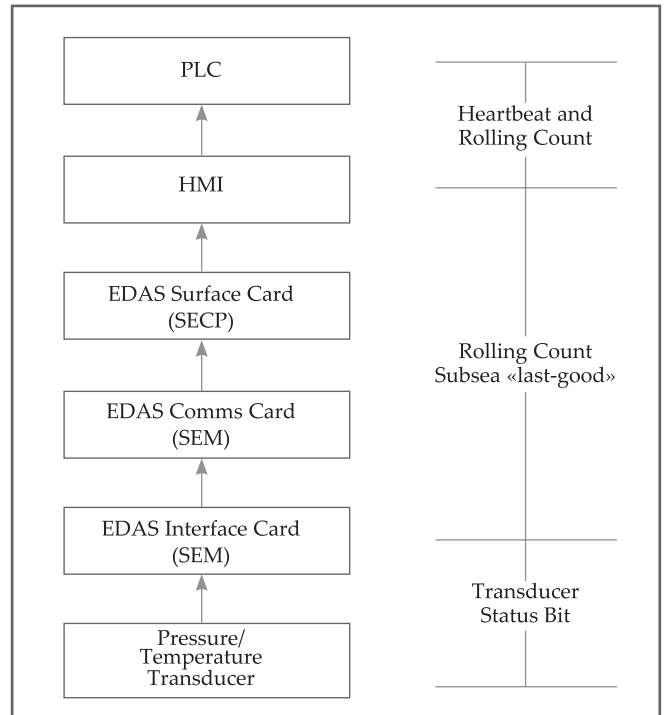 PLC
HMI
EDAS Surface Card
(SECP)
EDAS Comms Card
(SEM)
EDAS Interface Card
(SEM)
Pressure/
Temperature
Transducer
Heartbeat and
Rolling Count
Rolling Count
Subsea «last-good»
Transducer
Status Bit